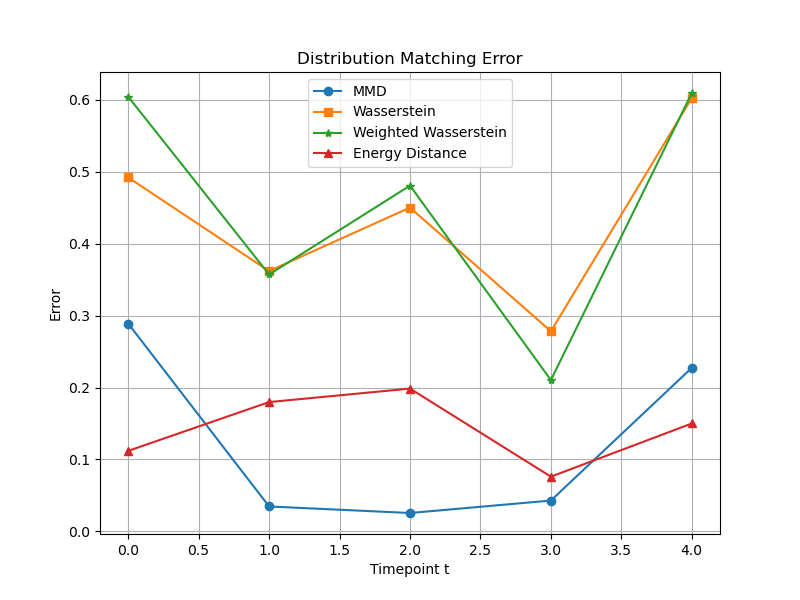 Distribution Matching Error
MMD
Wasserstein
Weighted Wasserstein
Energy Distance
Error
0.6
0.5
0.4
0.3
0.2
0.1
0.0
0.0 0.5 1.0 1.5 2.0 2.5 3.0 3.5 4.0
Timepoint t